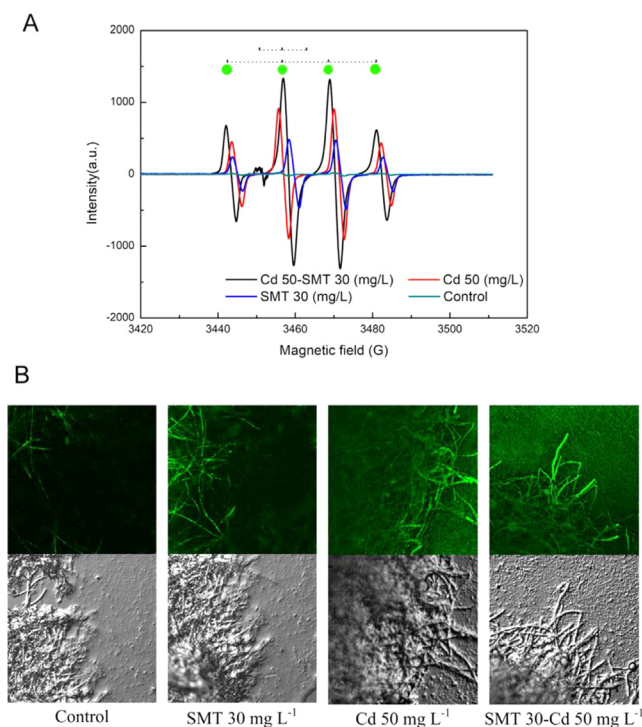 A
2000
1000
0
-1000
-2000
Intensity(a.u.)
Cd 50-SMT 30 (mg/L)
Cd 50 (mg/L)
SMT 30 (mg/L)
Control
3420
3440
3460
3480
3500
3520
Magnetic field (G)
B
Control
SMT 30 mg L⁻¹
Cd 50 mg L⁻¹
SMT 30-Cd 50 mg L⁻¹